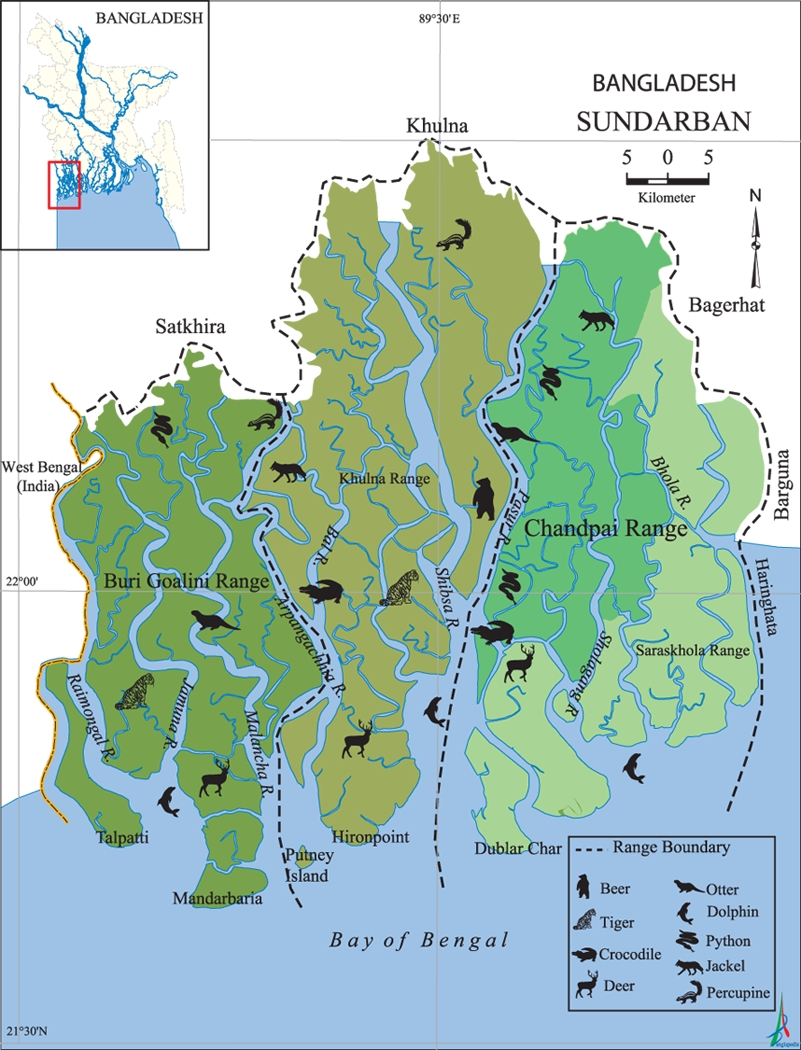 BANGLADESH
89°30'E
BANGLADESH
SUNDARBAN
5 0 5
Kilometer
N
Khulna
Bagerhat
Satkhira
West Bengal
(India)
Barguna
Khulna Range
Bhola R.
Pasur R.
Chandpai Range
Bal R.
22°00'
Buri Goalini Range
Shibsa R.
Haringhata
Arpangachhia R.
Saraskhola Range
Raimongal R.
Jamuna R.
Malancha R.
Talpatti
Mandarbaria
Putney
Island
Hironpoint
Dublar Char
Range Boundary
Beer
Otter
Tiger
Dolphin
Crocodile
Python
Deer
Jackel
Percupine
Bay of Bengal
21°30'N